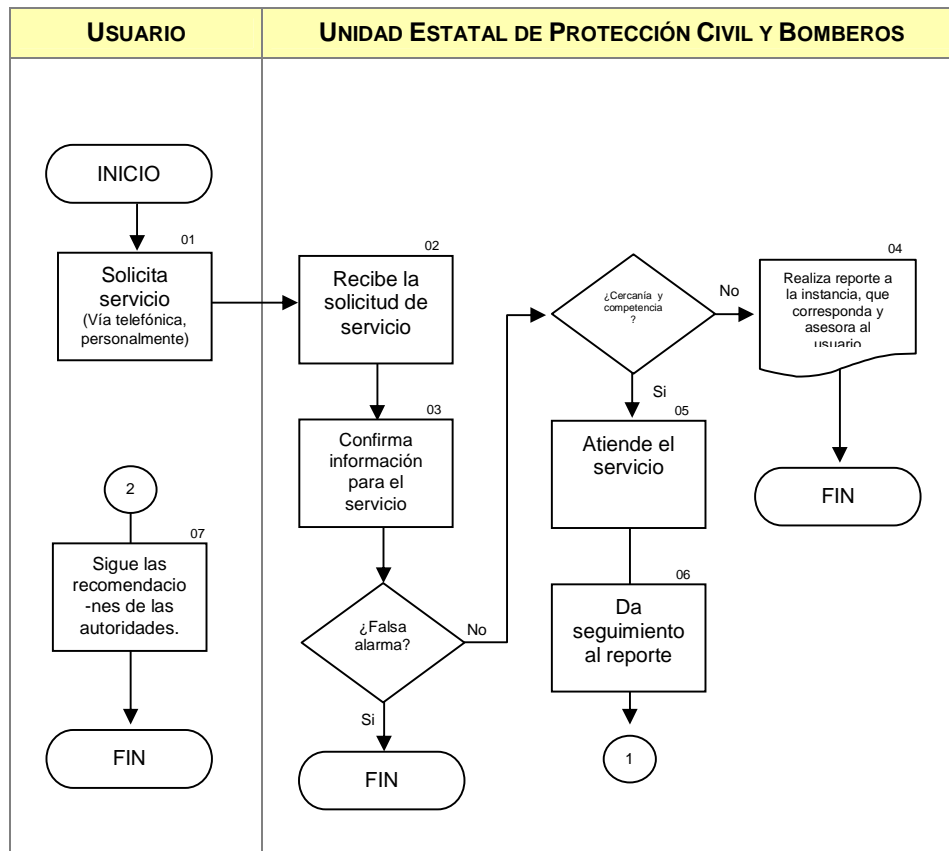 USUARIO
UNIDAD ESTATAL DE PROTECCIÓN CIVIL Y BOMBEROS
INICIO
01
Solicita
servicio
(Vía telefónica,
personalmente)
02
Recibe la
solicitud de
servicio
03
Confirma
información
para el
servicio
¿Falsa
alarma?
No
Si
FIN
¿Cercanía y
competencia
?
No
Si
04
Realiza reporte a
la instancia, que
corresponda y
asesora al
usuario
FIN
05
Atiende el
servicio
06
Da
seguimiento
al reporte
1
2
07
Sigue las
recomendacio
-nes de las
autoridades.
FIN